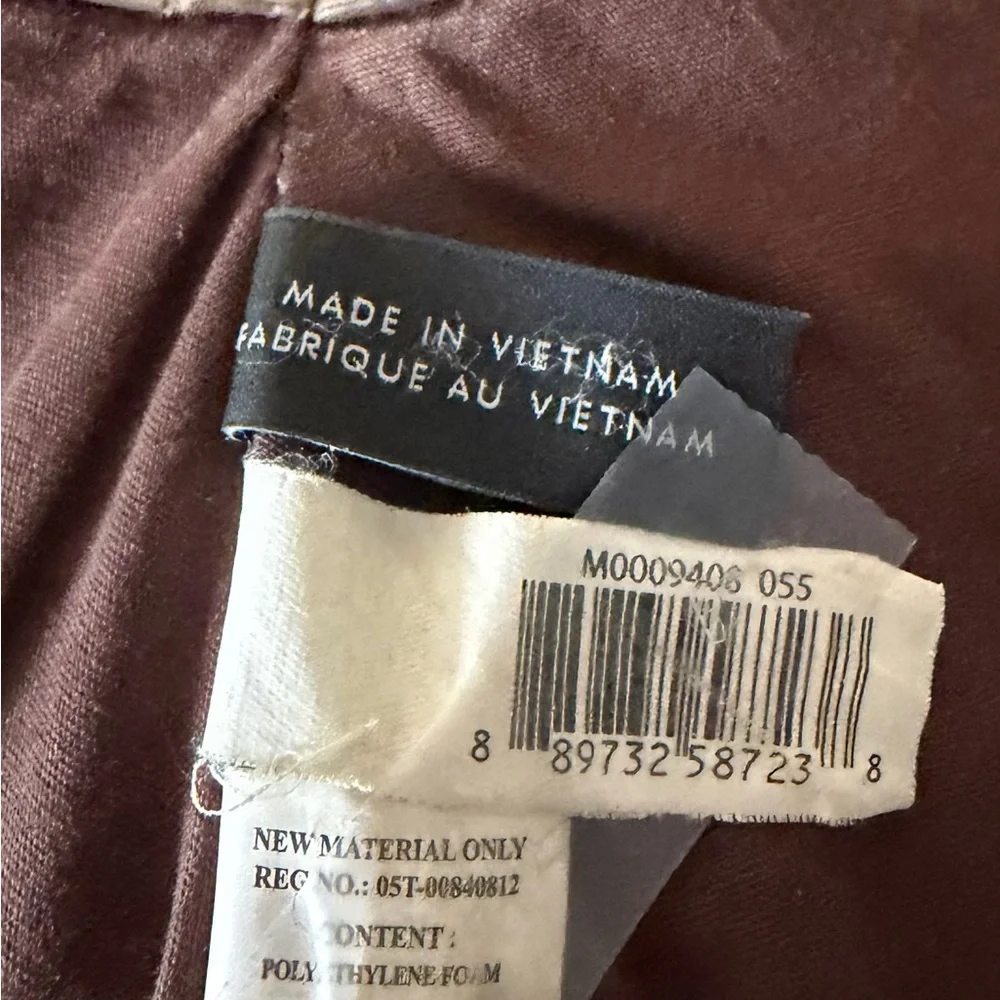 MADE IN VIETNAM
FABRIQUE AU VIETNAM
M0009408 055
8 89732 58723 8
NEW MATERIAL ONLY
REG NO.: 05T-00840812
CONTENT:
POLYETHYLENE FOAM